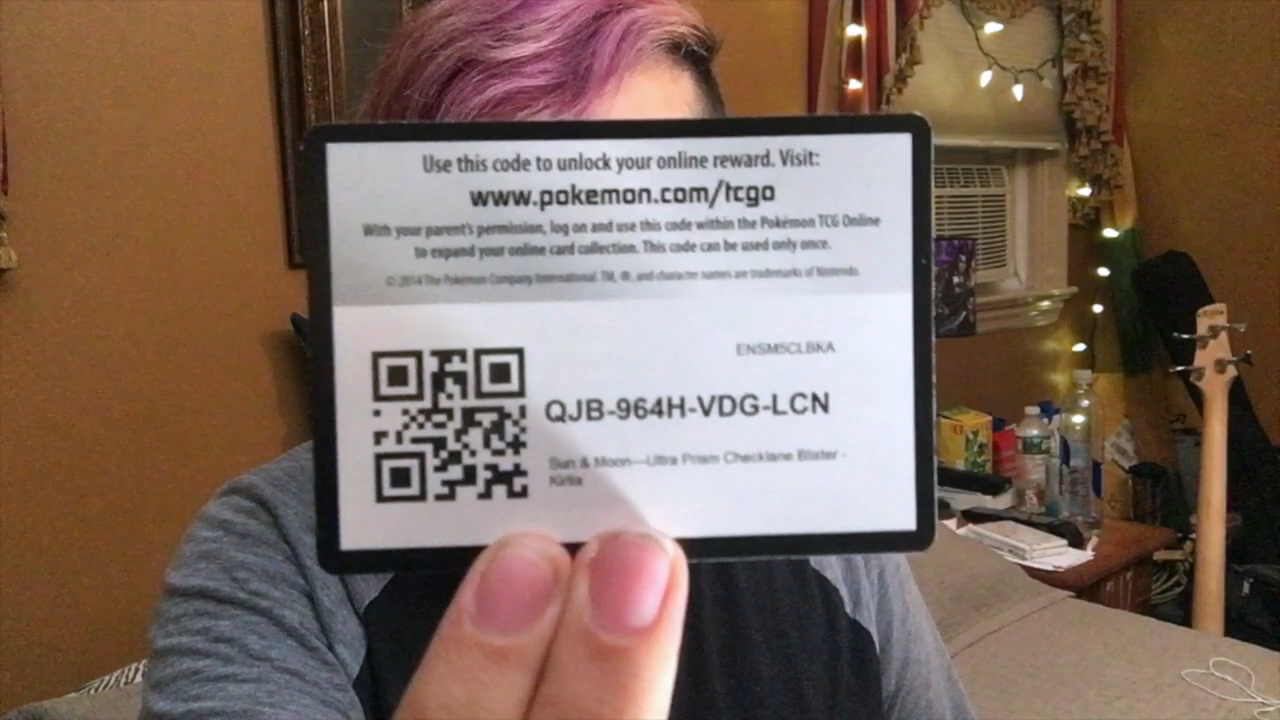 Use this code to unlock your online reward. Visit:
www.pokemon.com/tcgo
With your parent's permission, log on and use this code within the Pokémon TCG Online
to expand your online card collection. This code can be used only once.
© 2014 The Pokémon Company International. TM, ®, and character names are trademarks of Nintendo.
ENSM5CLBKA
QJB-964H-VDG-LCN
Sun & Moon—Ultra Prism Checklane Blister -
Kirlia